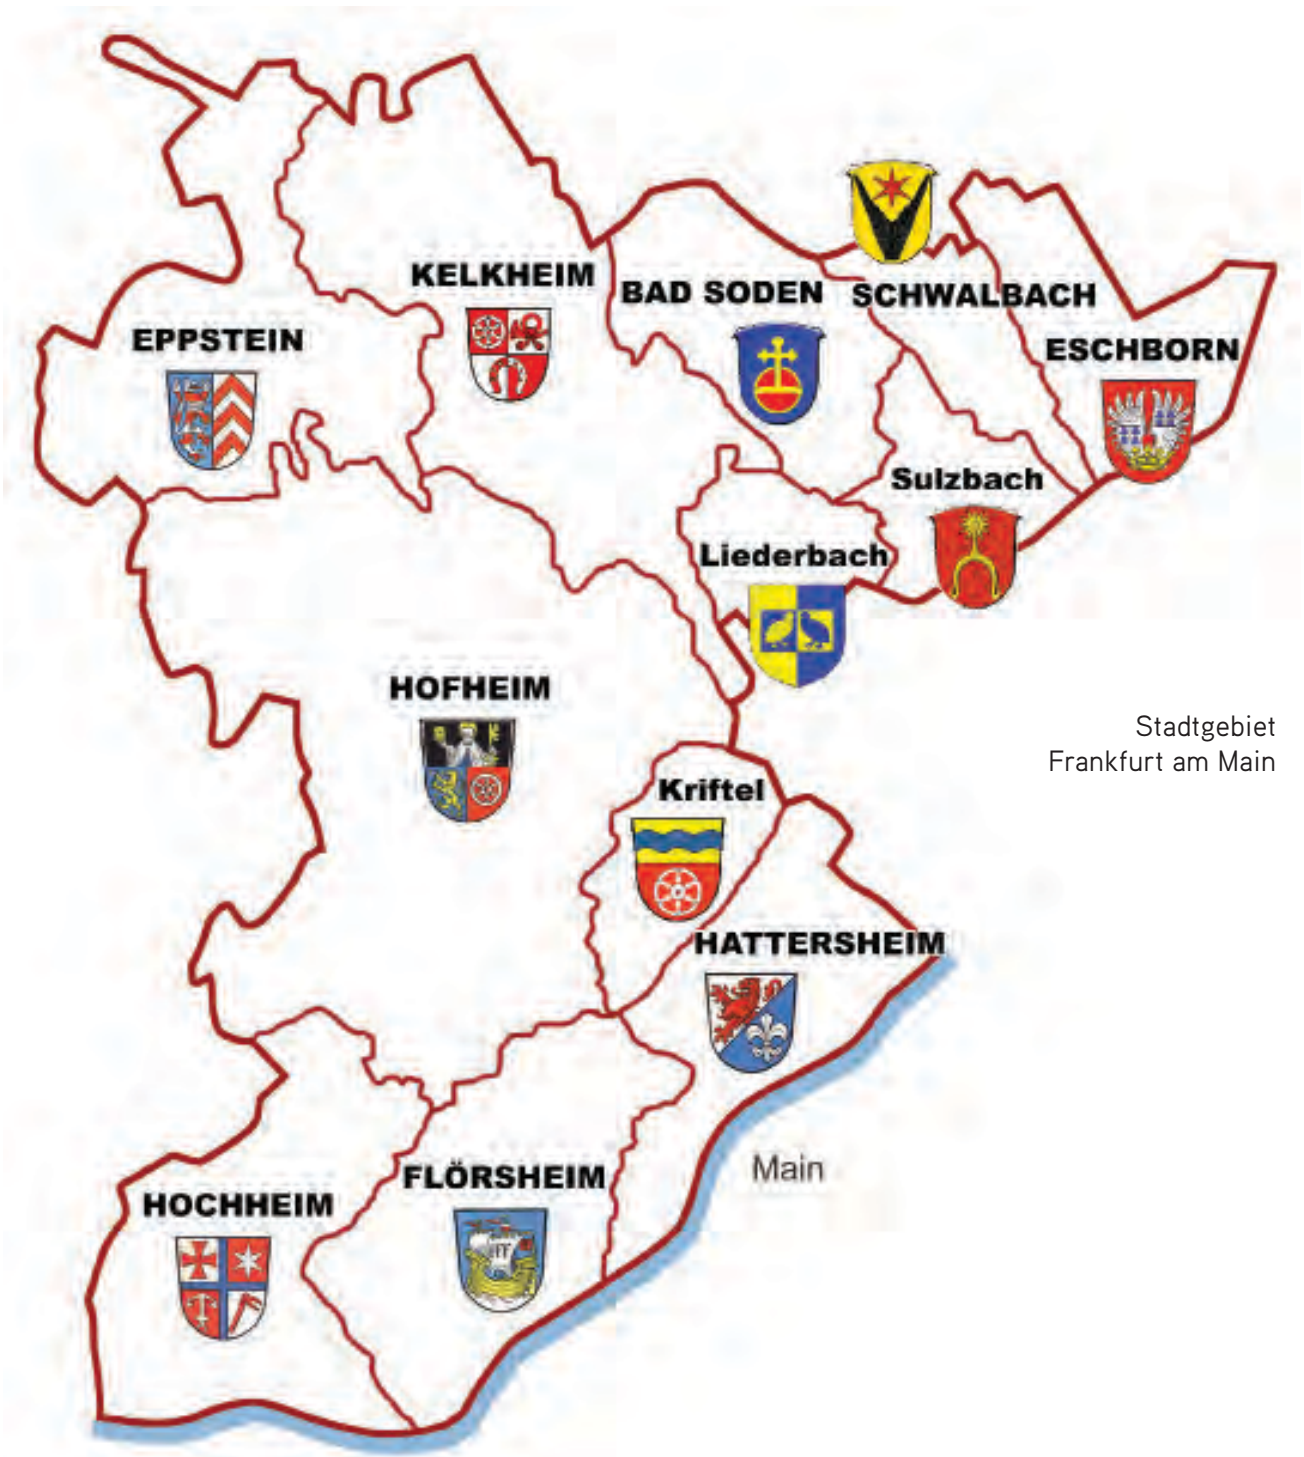 KELKHEIM
BAD SODEN
SCHWALBACH
EPPSTEIN
ESCHBORN
Sulzbach
Liederbach
HOFHEIM
Stadtgebiet
Frankfurt am Main
Kriftel
HATTERSHEIM
Main
FLÖRSHEIM
HOCHHEIM